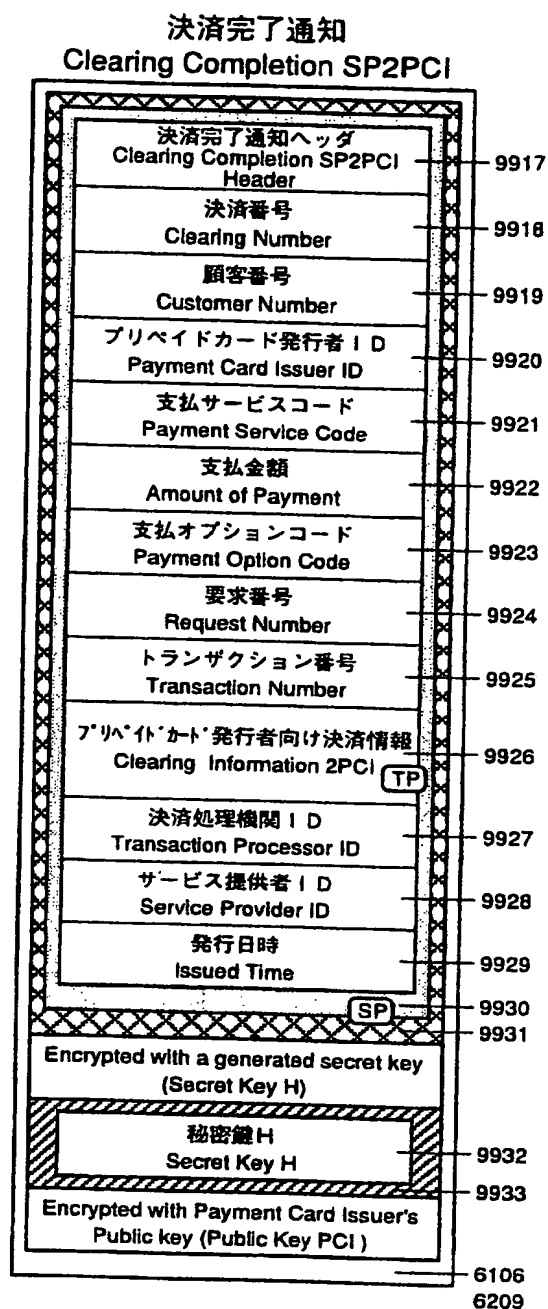 決済完了通知
Clearing Completion SP2PCI
決済完了通知ヘッダ
Clearing Completion SP2PCI
Header
9917
決済番号
Clearing Number
9918
顧客番号
Customer Number
9919
プリペイドカード発行者ＩＤ
Payment Card Issuer ID
9920
支払サービスコード
Payment Service Code
9921
支払金額
Amount of Payment
9922
支払オプションコード
Payment Option Code
9923
要求番号
Request Number
9924
トランザクション番号
Transaction Number
9925
ﾌﾟﾘﾍﾟｲﾄﾞｶｰﾄﾞ発行者向け決済情報
Clearing Information 2PCI
TP
9926
決済処理機関ＩＤ
Transaction Processor ID
9927
サービス提供者ＩＤ
Service Provider ID
9928
発行日時
Issued Time
9929
SP
9930
9931
Encrypted with a generated secret key
(Secret Key H)
秘密鍵H
Secret Key H
9932
9933
Encrypted with Payment Card Issuer's
Public key (Public Key PCI )
6106
6209